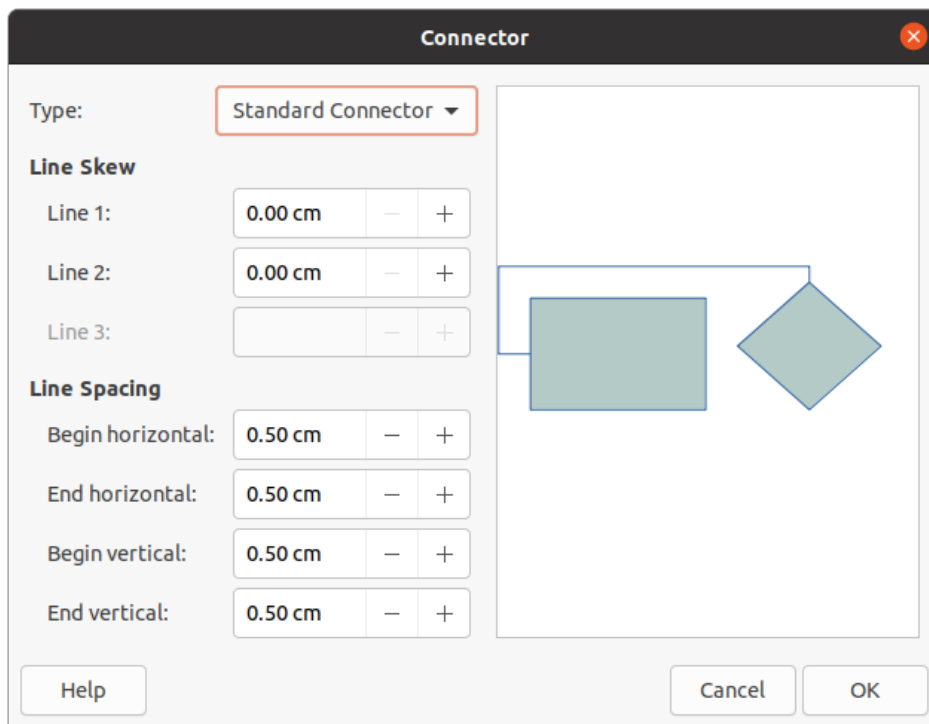 Connector
Type: Standard Connector
Line Skew
Line 1: 0.00 cm
Line 2: 0.00 cm
Line 3:
Line Spacing
Begin horizontal: 0.50 cm
End horizontal: 0.50 cm
Begin vertical: 0.50 cm
End vertical: 0.50 cm
Help Cancel OK